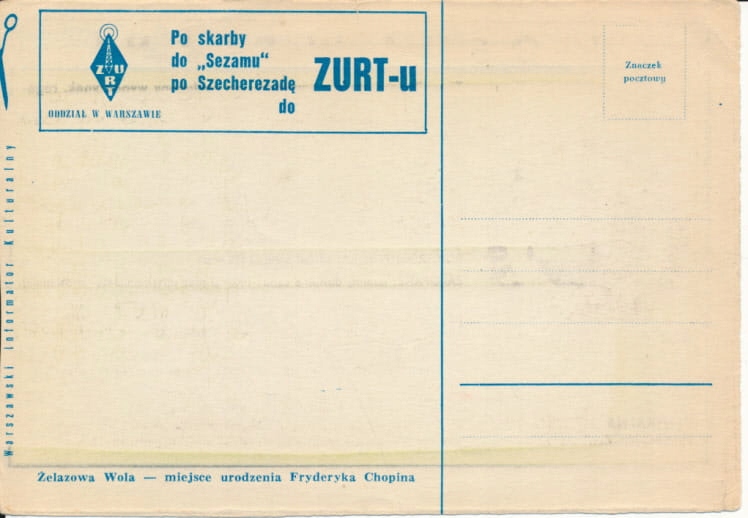 Po skarby
do „Sezamu“
po Szecherezadę
do
ZURT-u
ZURT
ODDZIAŁ W WARSZAWIE
Znaczek
pocztowy
Warszawski Informator Kulturalny
Żelazowa Wola — miejsce urodzenia Fryderyka Chopina